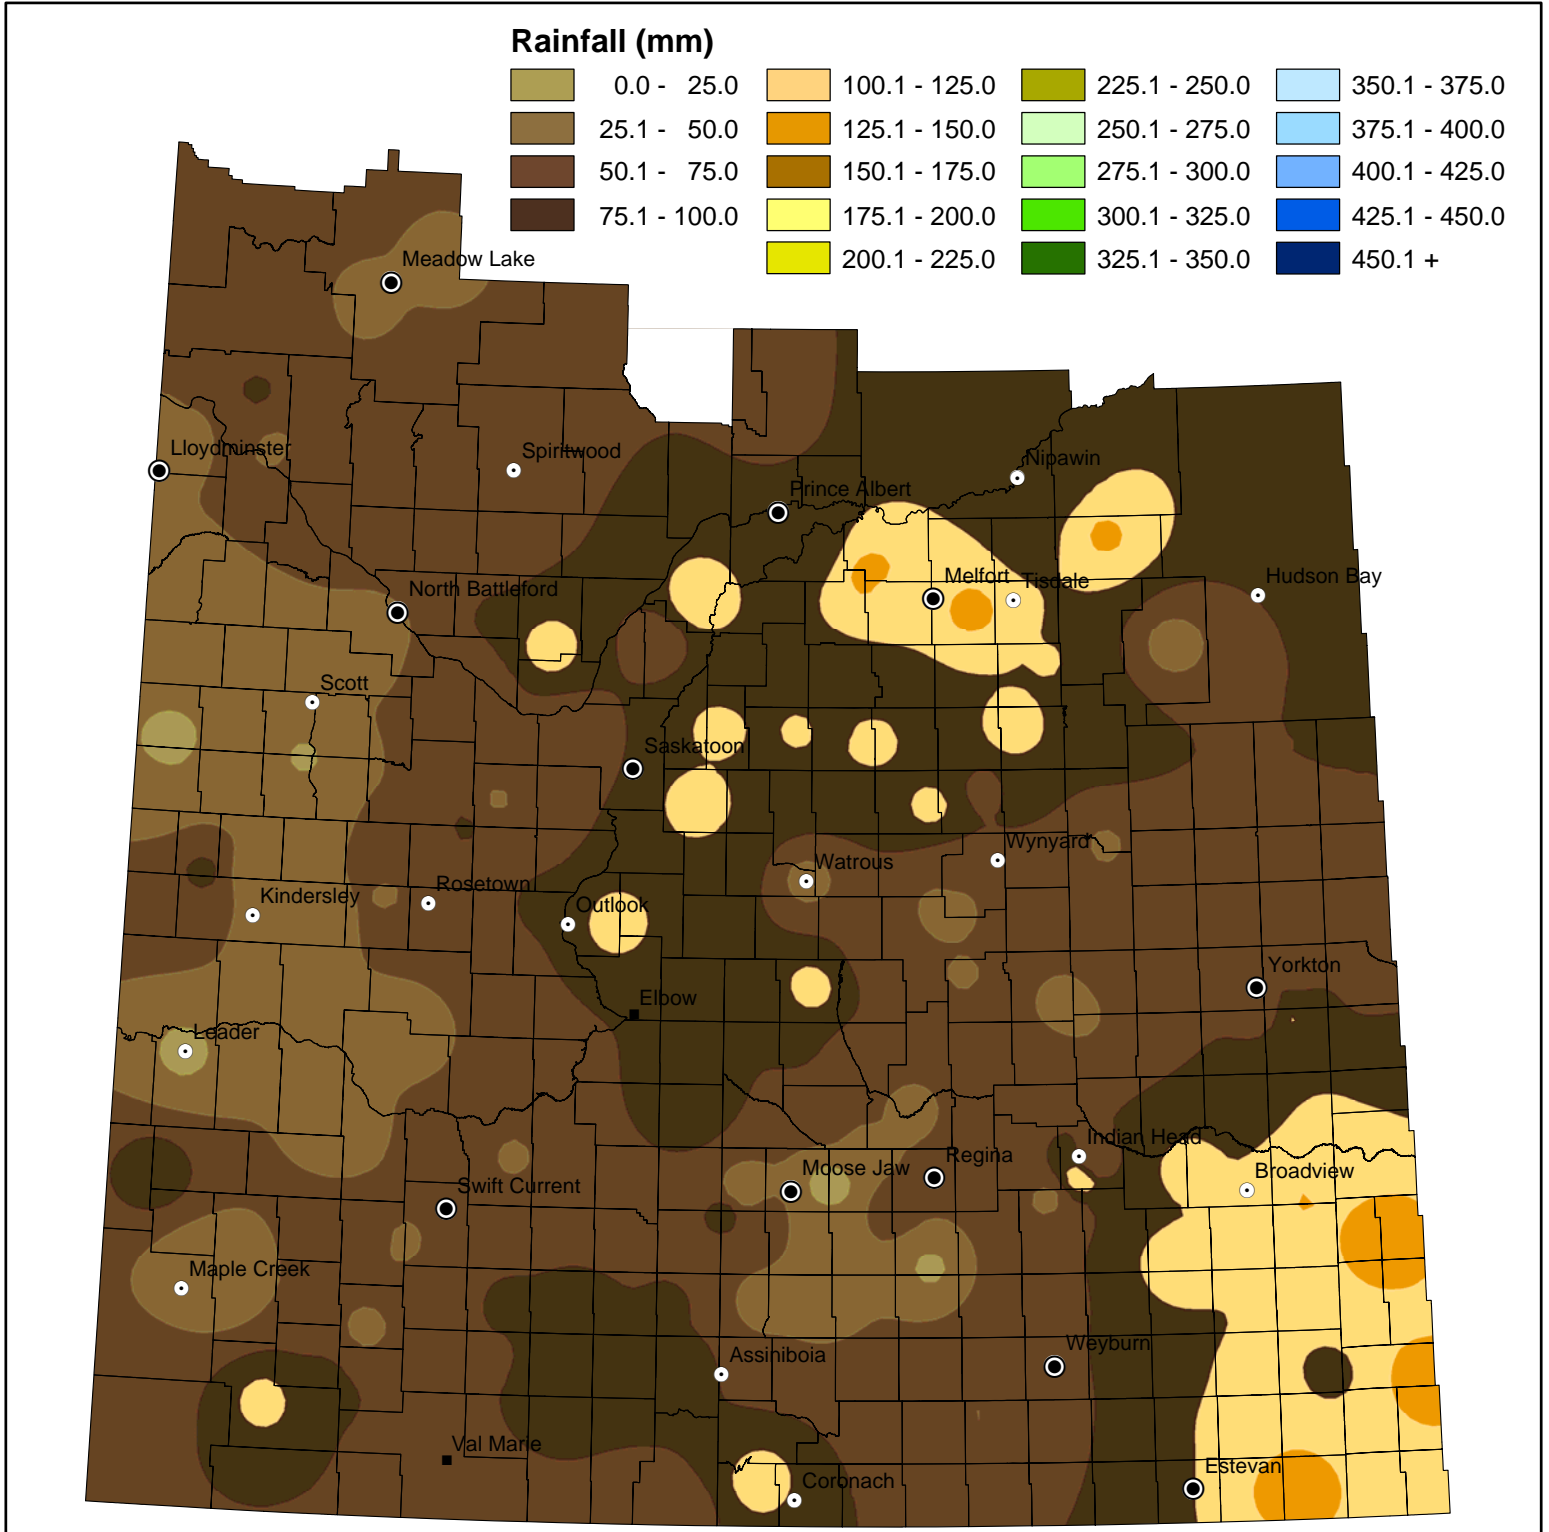 Rainfall (mm)
0.0 - 25.0
25.1 - 50.0
50.1 - 75.0
75.1 - 100.0
100.1 - 125.0
125.1 - 150.0
150.1 - 175.0
175.1 - 200.0
200.1 - 225.0
225.1 - 250.0
250.1 - 275.0
275.1 - 300.0
300.1 - 325.0
325.1 - 350.0
350.1 - 375.0
375.1 - 400.0
400.1 - 425.0
425.1 - 450.0
450.1 +
Meadow Lake
Lloydminster
Spiritwood
Nipawin
Prince Albert
North Battleford
Melfort
Tisdale
Hudson Bay
Scott
Saskatoon
Watrous
Wynyard
Kindersley
Rosetown
Outlook
Yorkton
Elbow
Leader
Indian Head
Regina
Moose Jaw
Broadview
Swift Current
Maple Creek
Assiniboia
Weyburn
Val Marie
Coronach
Estevan